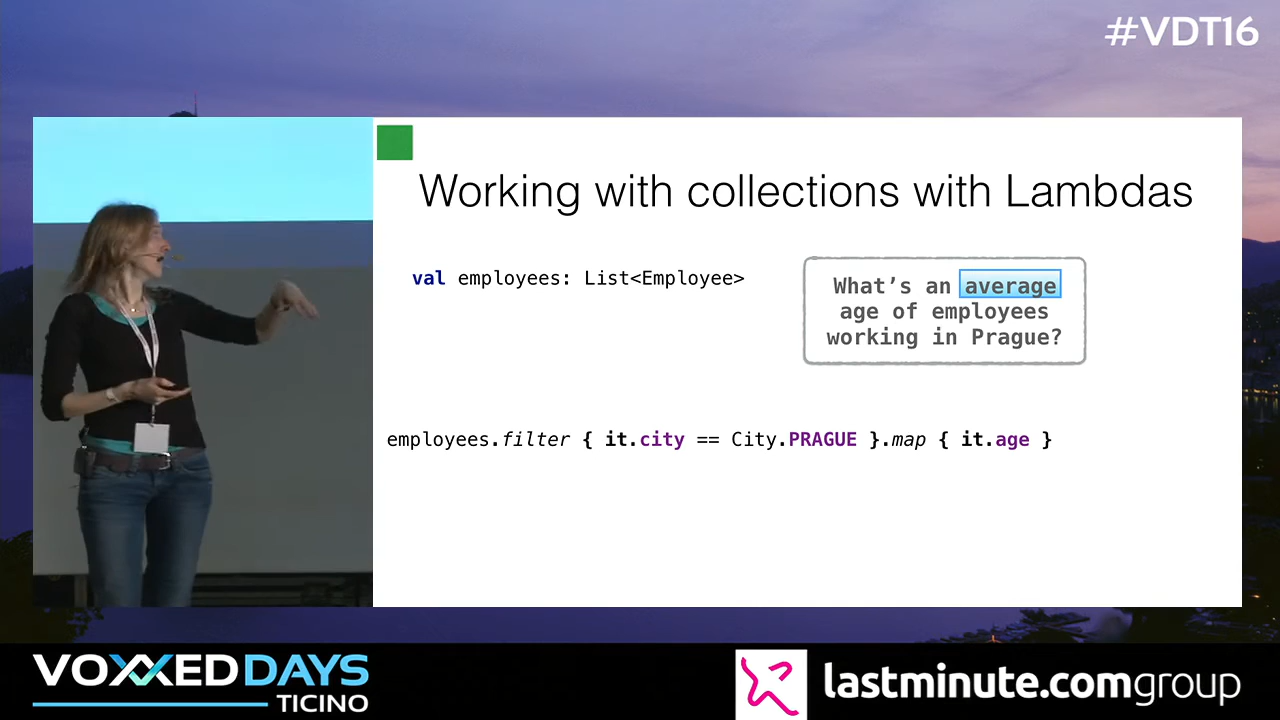 #VDT16
Working with collections with Lambdas
val employees: List<Employee>
What's an average
age of employees
working in Prague?
employees.filter { it.city == City.PRAGUE }.map { it.age }
VOXXED DAYS
TICINO
lastminute.comgroup